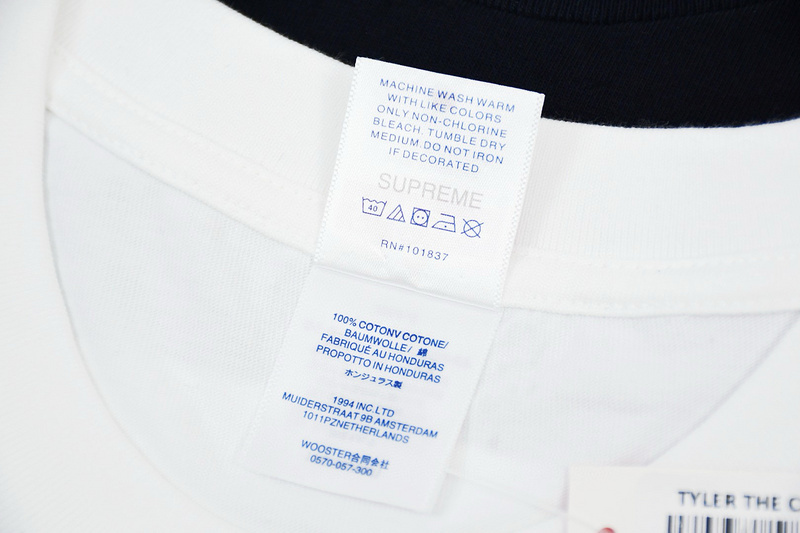 MACHINE WASH WARM
WITH LIKE COLORS
ONLY NON-CHLORINE
BLEACH. TUMBLE DRY
MEDIUM.DO NOT IRON
IF DECORATED
SUPREME
40
RN#101837
100% COTONV COTONE/
BAUMWOLLE/ 綿
FABRIQUÉ AU HONDURAS
PROPOTTO IN HONDURAS
ホンジュラス製
1994 INC.LTD
MUIDERSTRAAT 9B AMSTERDAM
1011PZNETHERLANDS
WOOSTER合同会社
0570-057-300
TYLER THE C